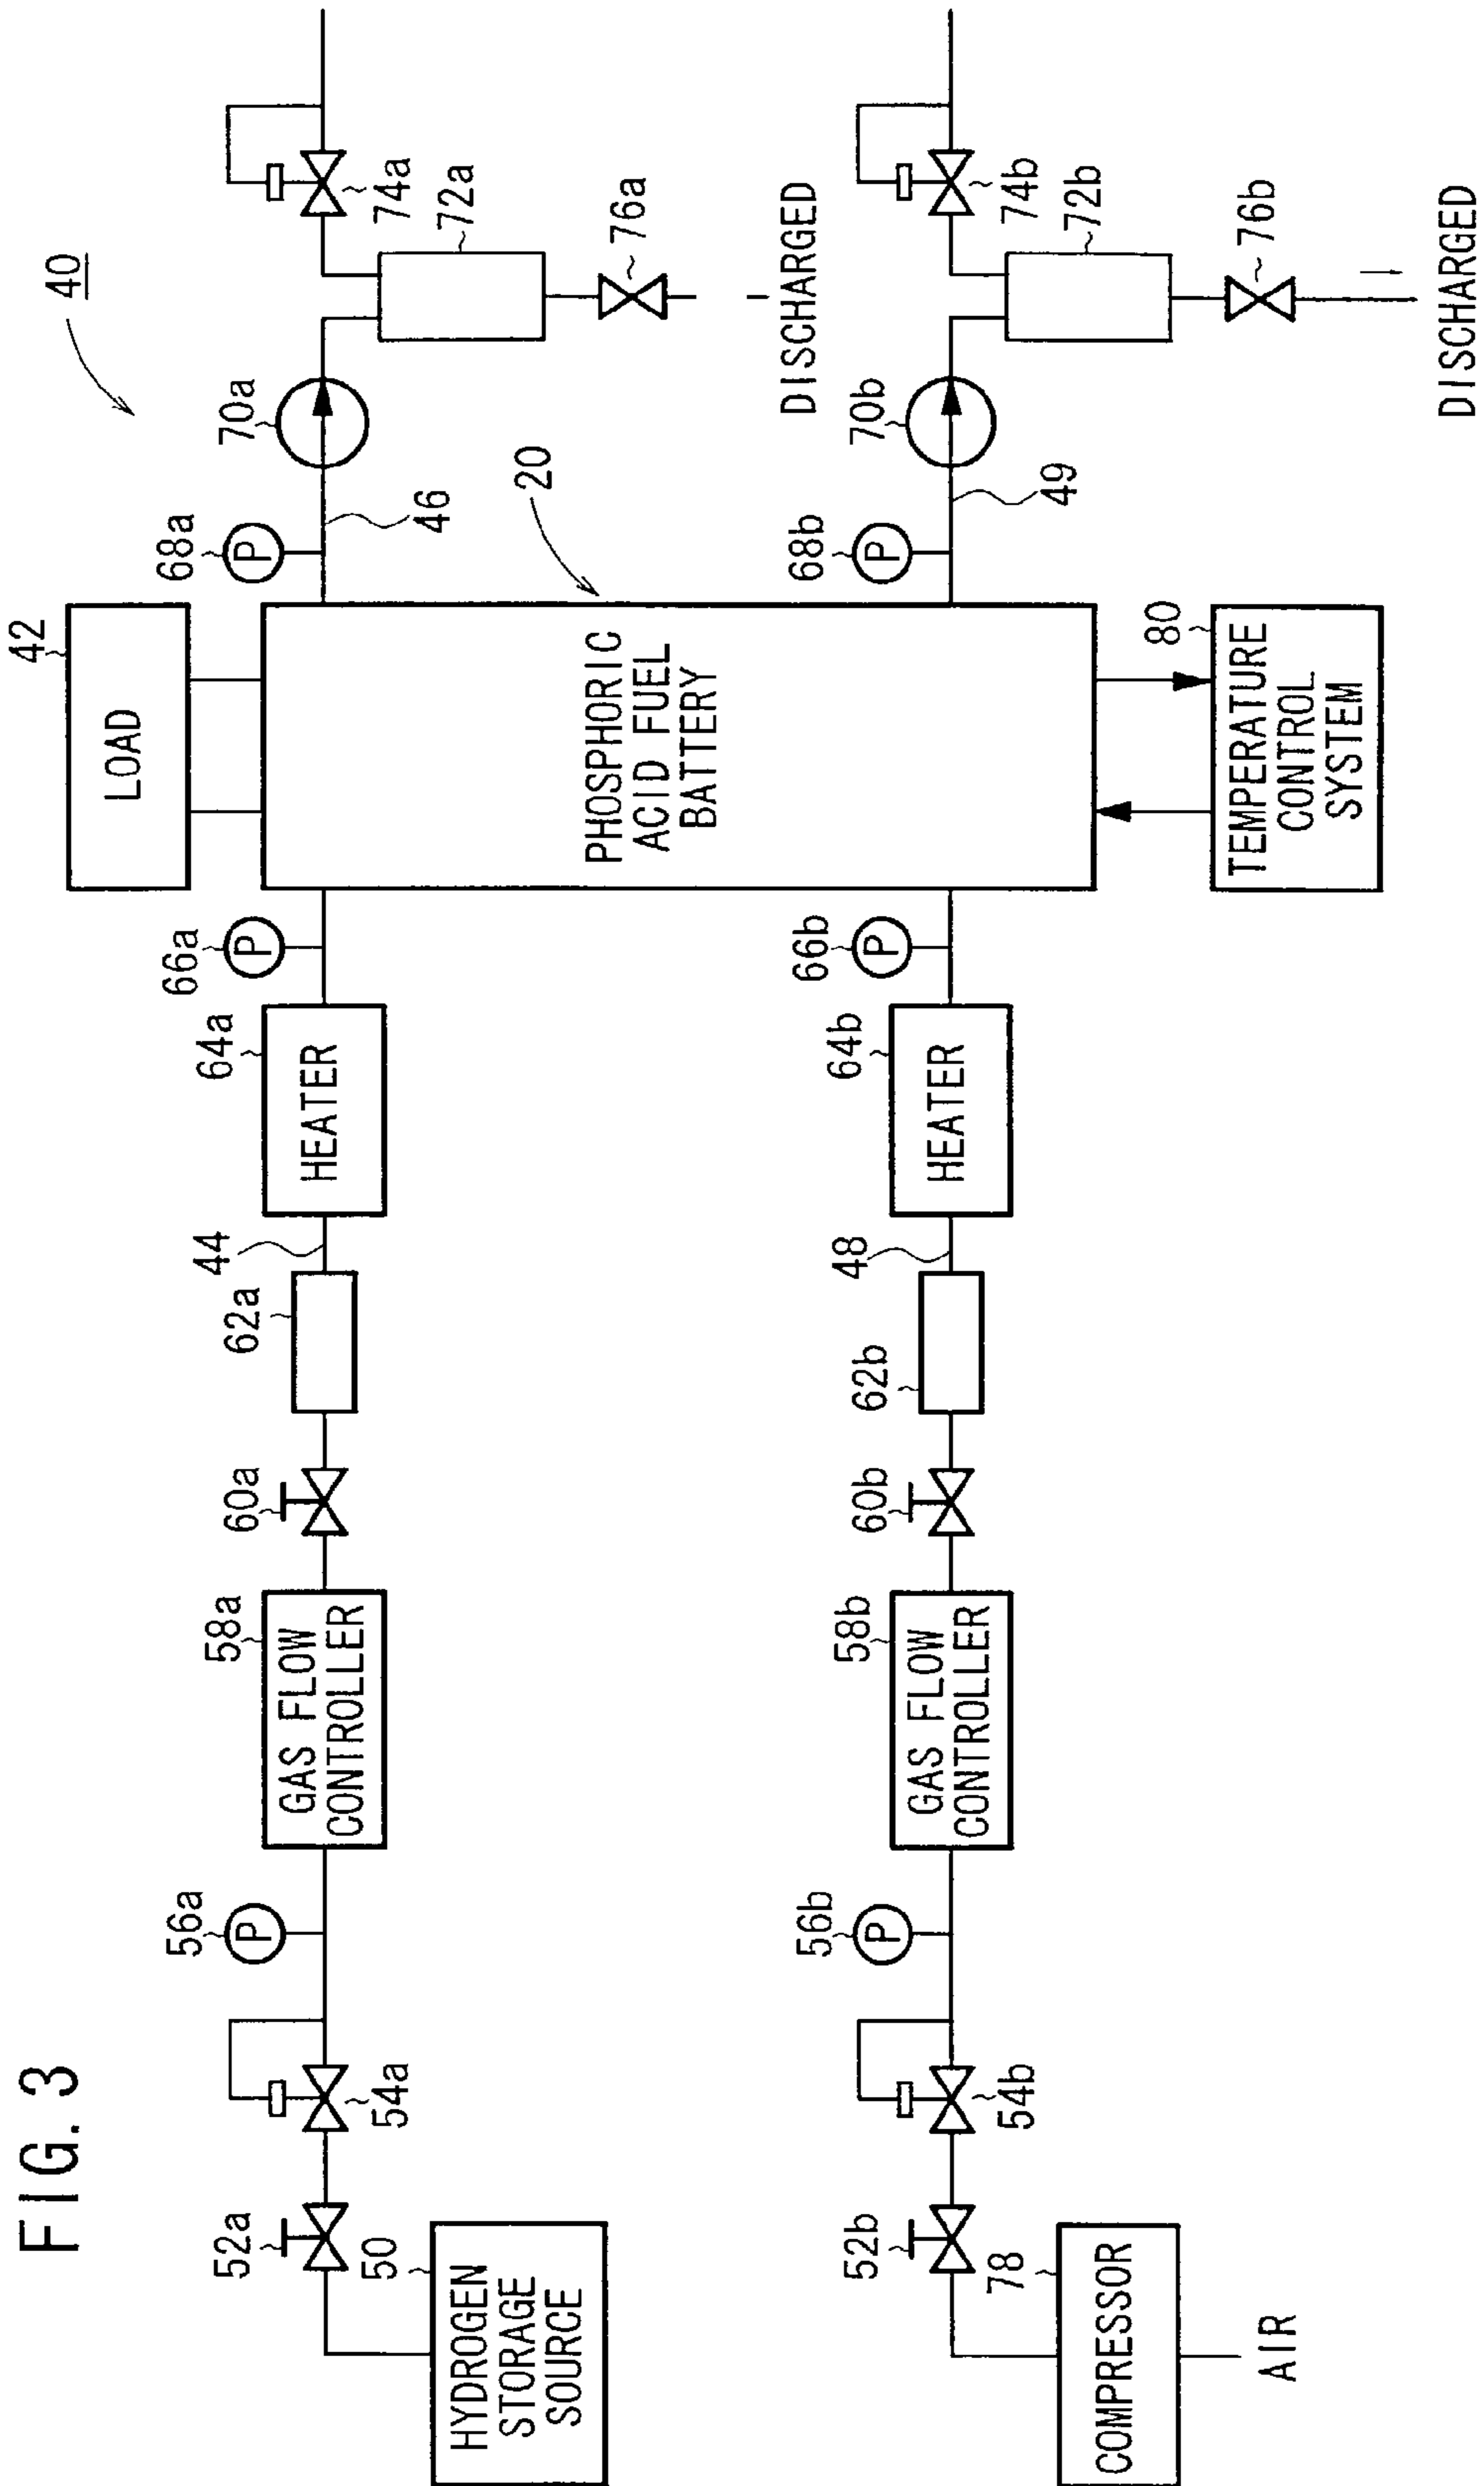 FIG. 3
40
42
LOAD
52a
54a
56a
58a
GAS FLOW
CONTROLLER
60a
62a
44
64a
HEATER
66a
68a
46
70a
74a
72a
76a
DISCHARGED
50
HYDROGEN
STORAGE
SOURCE
20
PHOSPHORIC
ACID FUEL
BATTERY
P
P
P
52b
54b
56b
58b
GAS FLOW
CONTROLLER
60b
62b
48
64b
HEATER
66b
68b
49
70b
74b
72b
76b
DISCHARGED
P
P
P
78
COMPRESSOR
AIR
80
TEMPERATURE
CONTROL
SYSTEM